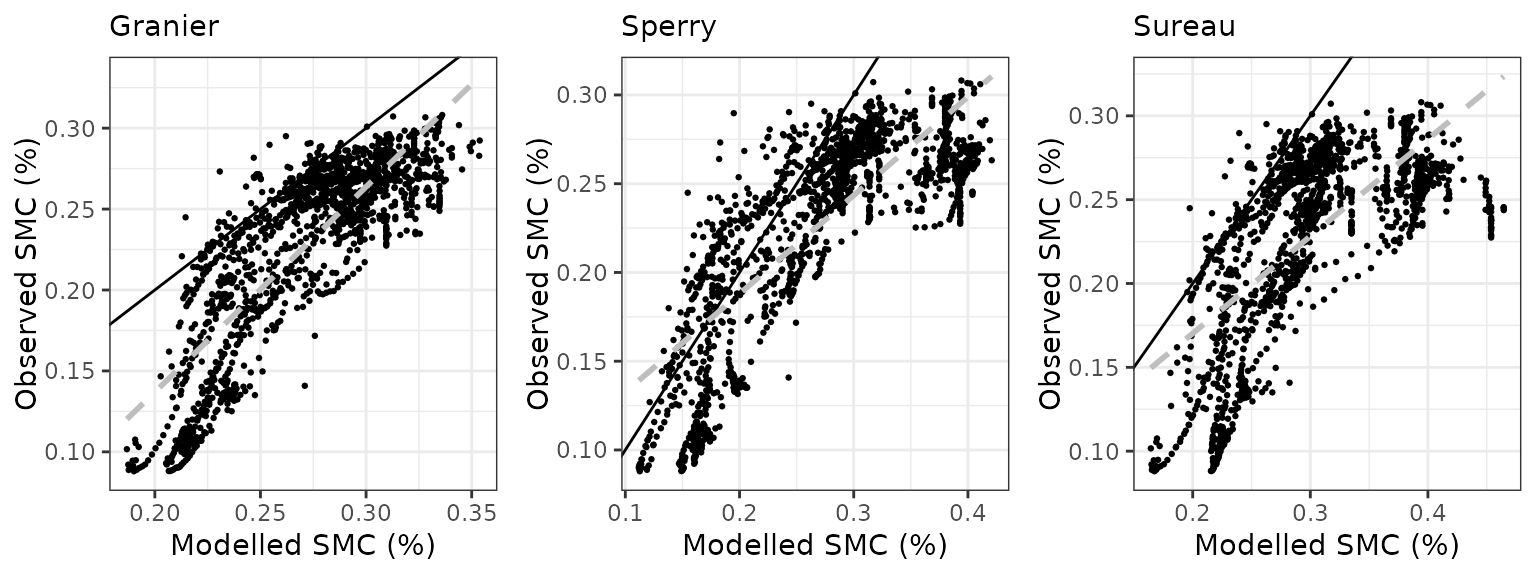 Granier
Sperry
Sureau
Observed SMC (%)
0.30
0.25
0.20
0.15
0.10
0.20 0.25 0.30 0.35
Modelled SMC (%)
Observed SMC (%)
0.30
0.25
0.20
0.15
0.10
0.1 0.2 0.3 0.4
Modelled SMC (%)
Observed SMC (%)
0.30
0.25
0.20
0.15
0.10
0.2 0.3 0.4
Modelled SMC (%)